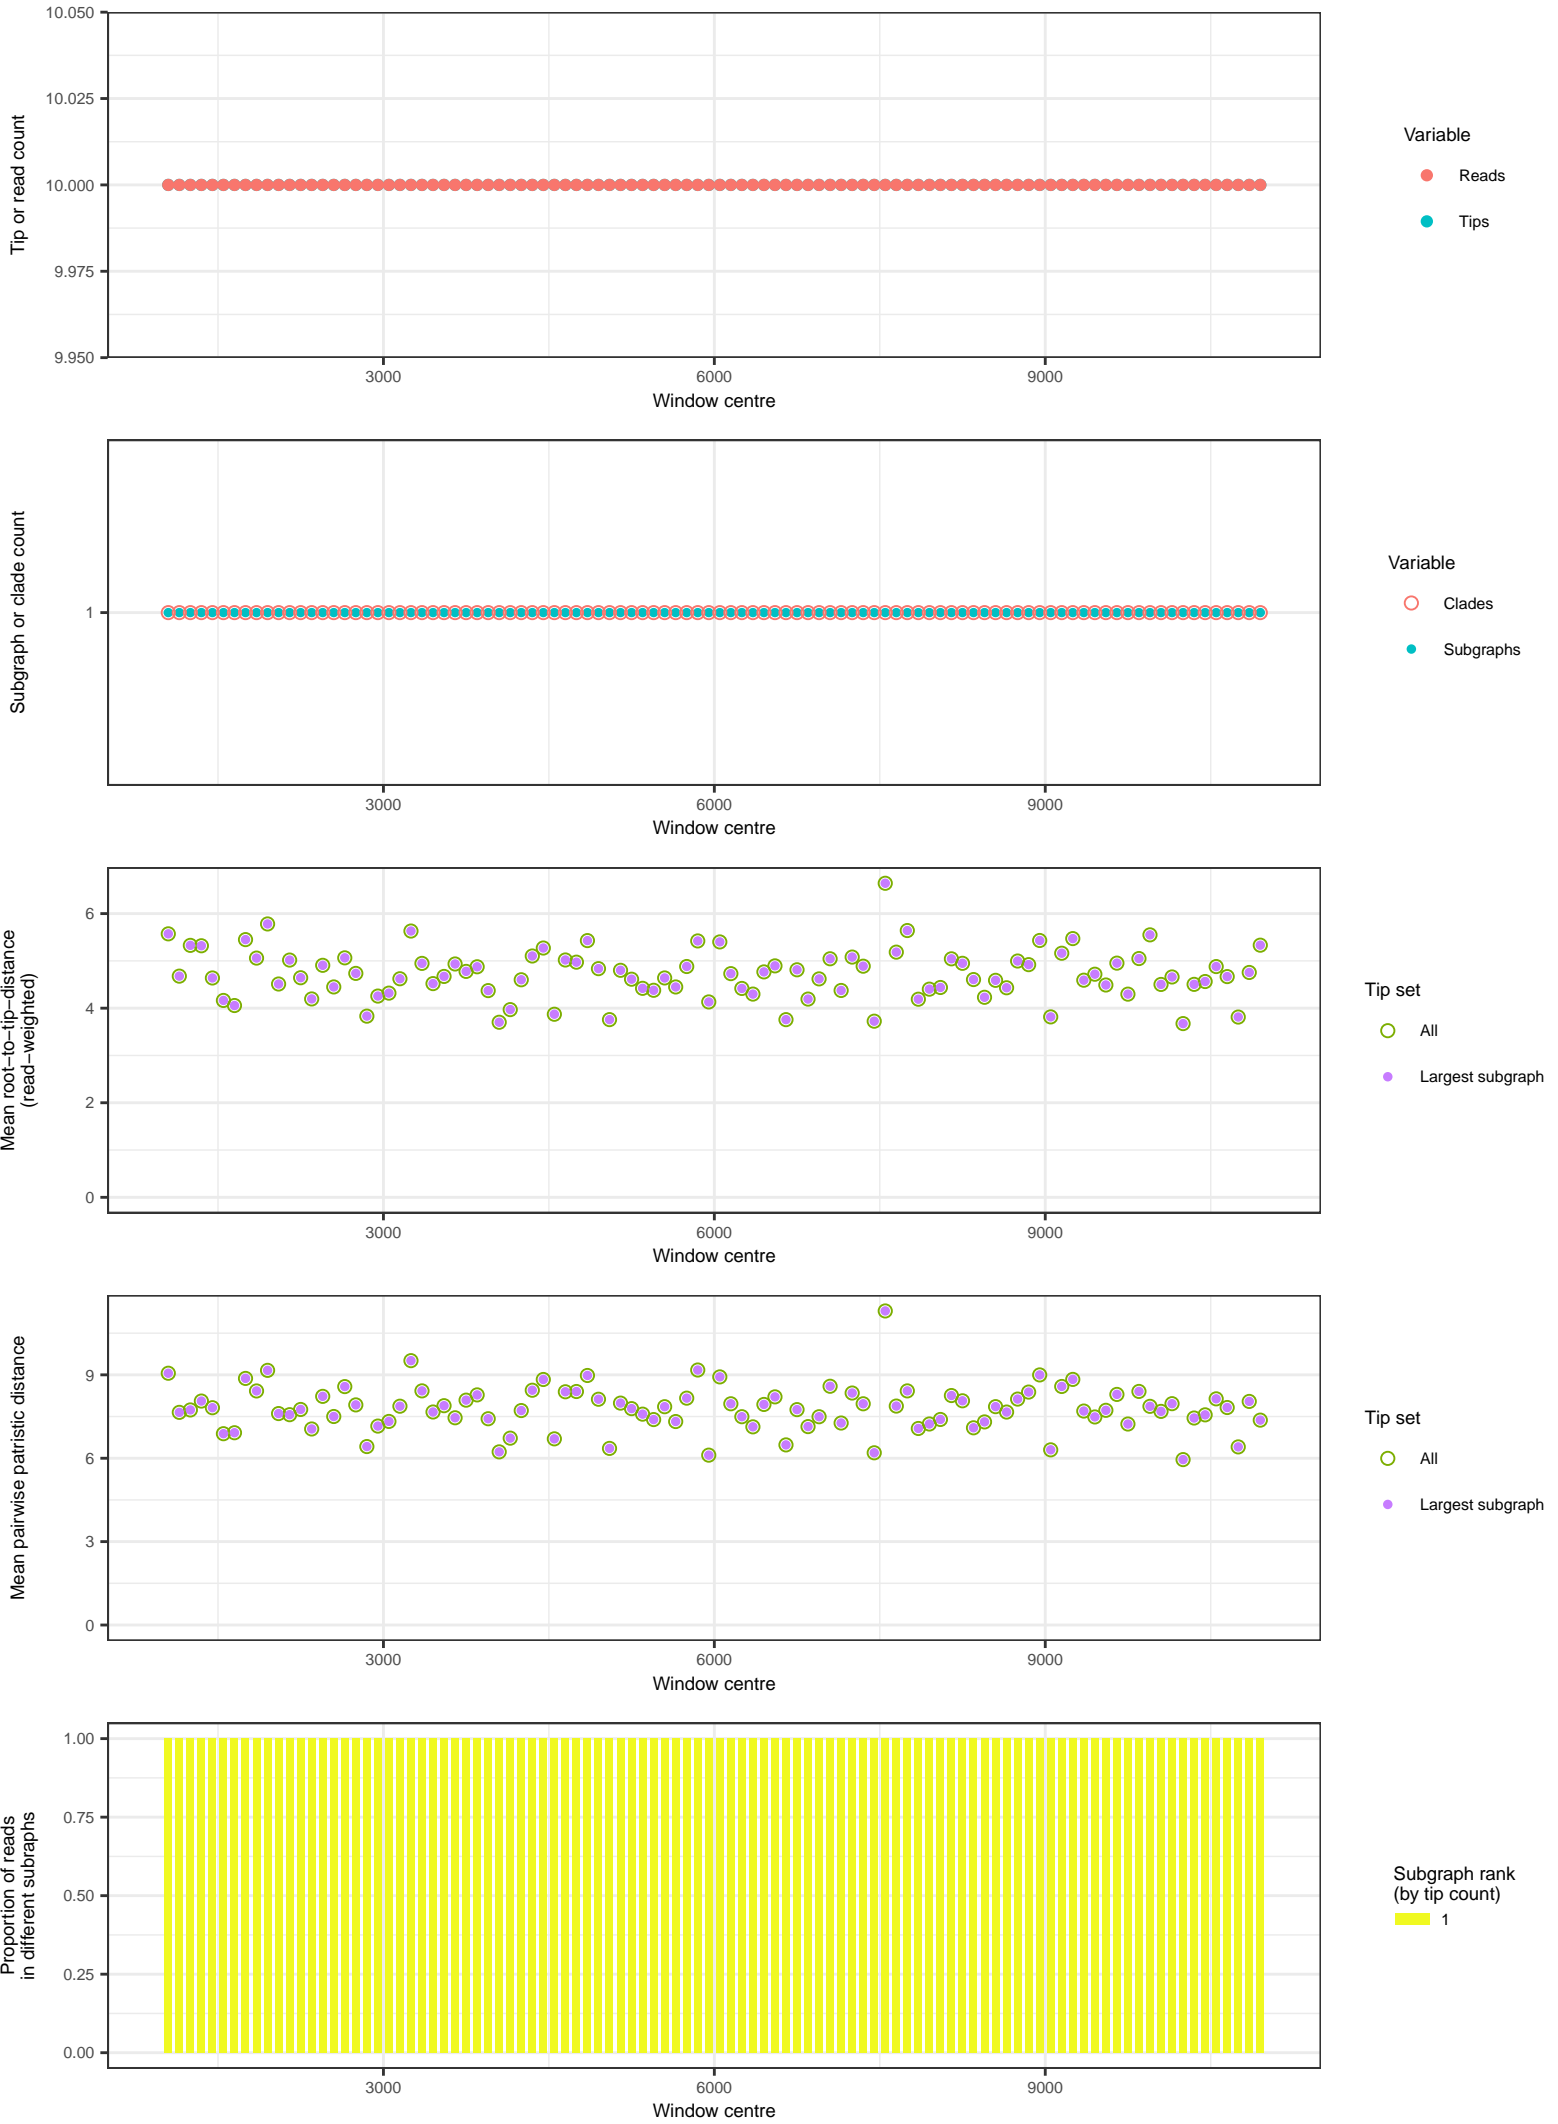 10.050
10.025
10.000
9.975
9.950
Tip or read count
3000
6000
9000
Window centre
Variable
Reads
Tips
1
Subgraph or clade count
3000
6000
9000
Window centre
Variable
Clades
Subgraphs
6
4
2
0
Mean root−to−tip−distance
(read−weighted)
3000
6000
9000
Window centre
Tip set
All
Largest subgraph
9
6
3
0
Mean pairwise patristic distance
3000
6000
9000
Window centre
Tip set
All
Largest subgraph
1.00
0.75
0.50
0.25
0.00
Proportion of reads
in different subraphs
3000
6000
9000
Window centre
Subgraph rank
(by tip count)
1